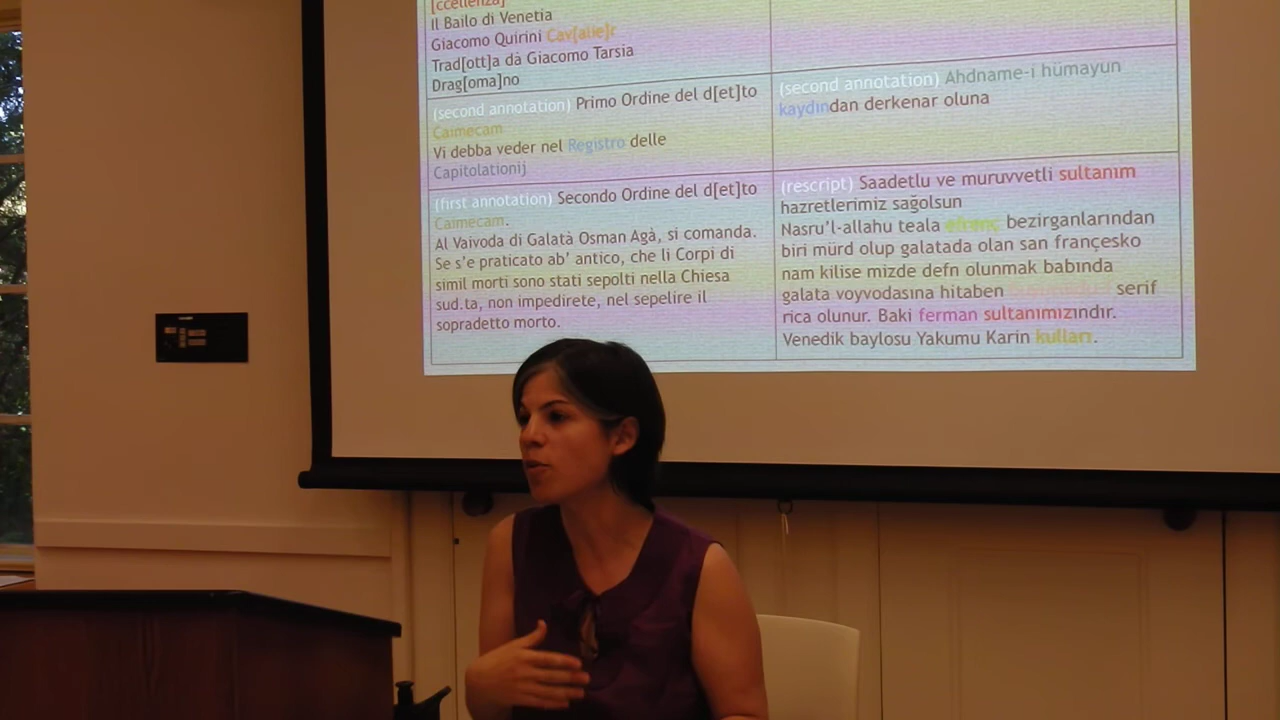 [ccellenza]
Il Bailo di Venetia
Giacomo Quirini Cav[alie]r
Trad[ott]a da Giacomo Tarsia
Drag[oma]no
(second annotation) Primo Ordine del d[et]to
Caimecam
Vi debba veder nel Registro delle
Capitolationij
(first annotation) Secondo Ordine del d[et]to
Caimecam.
Al Vaivoda di Galatà Osman Agà, si comanda.
Se s'e praticato ab' antico, che li Corpi di
simil morti sono stati sepolti nella Chiesa
sud.ta, non impedirete, nel sepelire il
sopradetto morto.
(second annotation) Ahdname-i hümayun
kaydından derkenar oluna
(rescript) Saadetlu ve muruvvetli sultanım
hazretlerimiz sağolsun
Nasru'l-allahu teala bezirganlarından
biri mürd olup galatada olan san françesko
nam kilise mizde defn olunmak babında
galata voyvodasına hitaben serif
rica olunur. Baki ferman sultanımızındır.
Venedik baylosu Yakumu Karin kulları.